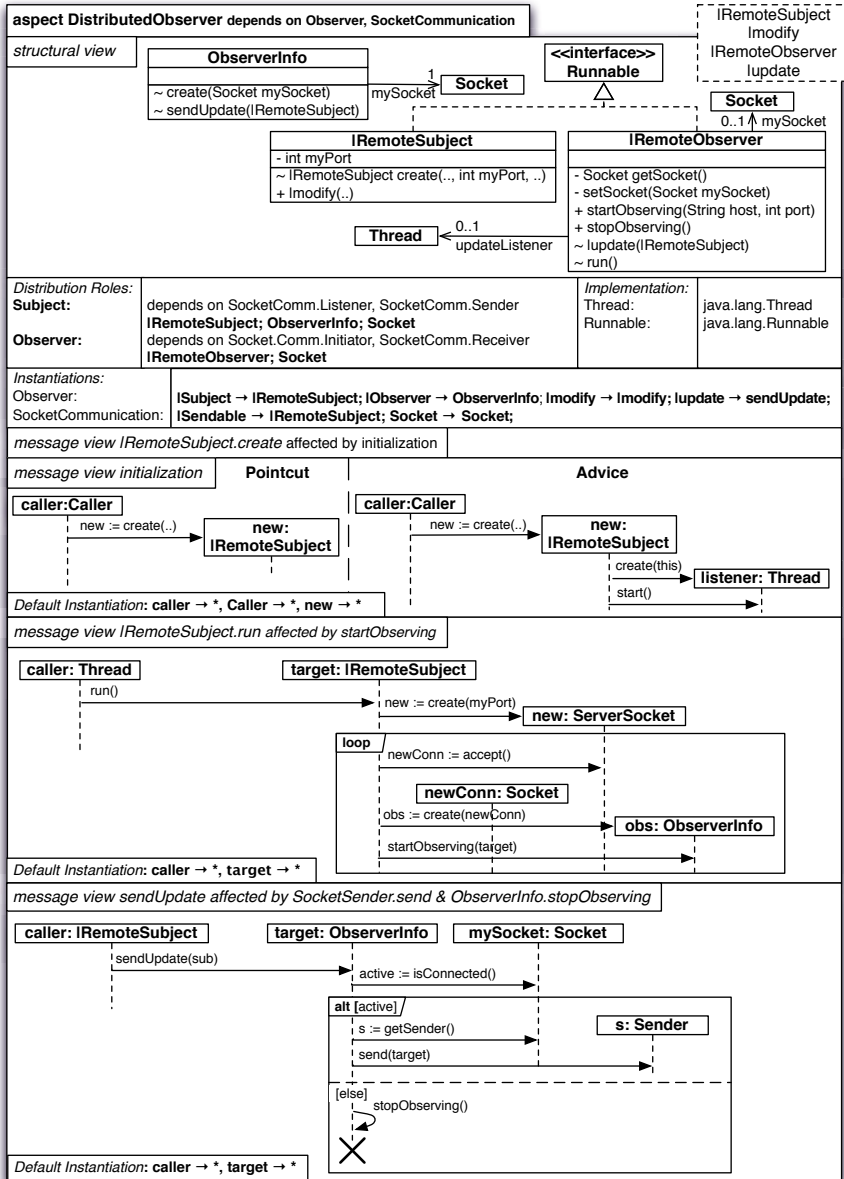 aspect DistributedObserver depends on Observer, SocketCommunication
|RemoteSubject
|modify
|RemoteObserver
|update
structural view
ObserverInfo
~ create(Socket mySocket)
~ sendUpdate(|RemoteSubject)
1
mySocket
Socket
<<interface>>
Runnable
Socket
0..1
mySocket
|RemoteSubject
- int myPort
~ |RemoteSubject create(.., int myPort, ..)
+ |modify(..)
|RemoteObserver
- Socket getSocket()
- setSocket(Socket mySocket)
+ startObserving(String host, int port)
+ stopObserving()
~ |update(|RemoteSubject)
~ run()
Thread
0..1
updateListener
Distribution Roles:
Subject: depends on SocketComm.Listener, SocketComm.Sender
|RemoteSubject; ObserverInfo; Socket
Observer: depends on Socket.Comm.Initiator, SocketComm.Receiver
|RemoteObserver; Socket
Implementation:
Thread: java.lang.Thread
Runnable: java.lang.Runnable
Instantiations:
Observer: |Subject → |RemoteSubject; |Observer → ObserverInfo; |modify → |modify; |update → sendUpdate;
SocketCommunication: |Sendable → |RemoteSubject; Socket → Socket;
message view |RemoteSubject.create affected by initialization
message view initialization Pointcut Advice
caller:Caller
new := create(..)
new:
|RemoteSubject
caller:Caller
new := create(..)
new:
|RemoteSubject
create(this)
listener: Thread
start()
Default Instantiation: caller → *, Caller → *, new → *
message view |RemoteSubject.run affected by startObserving
caller: Thread
target: |RemoteSubject
run()
new := create(myPort)
new: ServerSocket
loop
newConn := accept()
newConn: Socket
obs := create(newConn)
obs: ObserverInfo
startObserving(target)
Default Instantiation: caller → *, target → *
message view sendUpdate affected by SocketSender.send & ObserverInfo.stopObserving
caller: |RemoteSubject
target: ObserverInfo
mySocket: Socket
sendUpdate(sub)
active := isConnected()
alt [active]
s := getSender()
s: Sender
send(target)
[else]
stopObserving()
Default Instantiation: caller → *, target → *